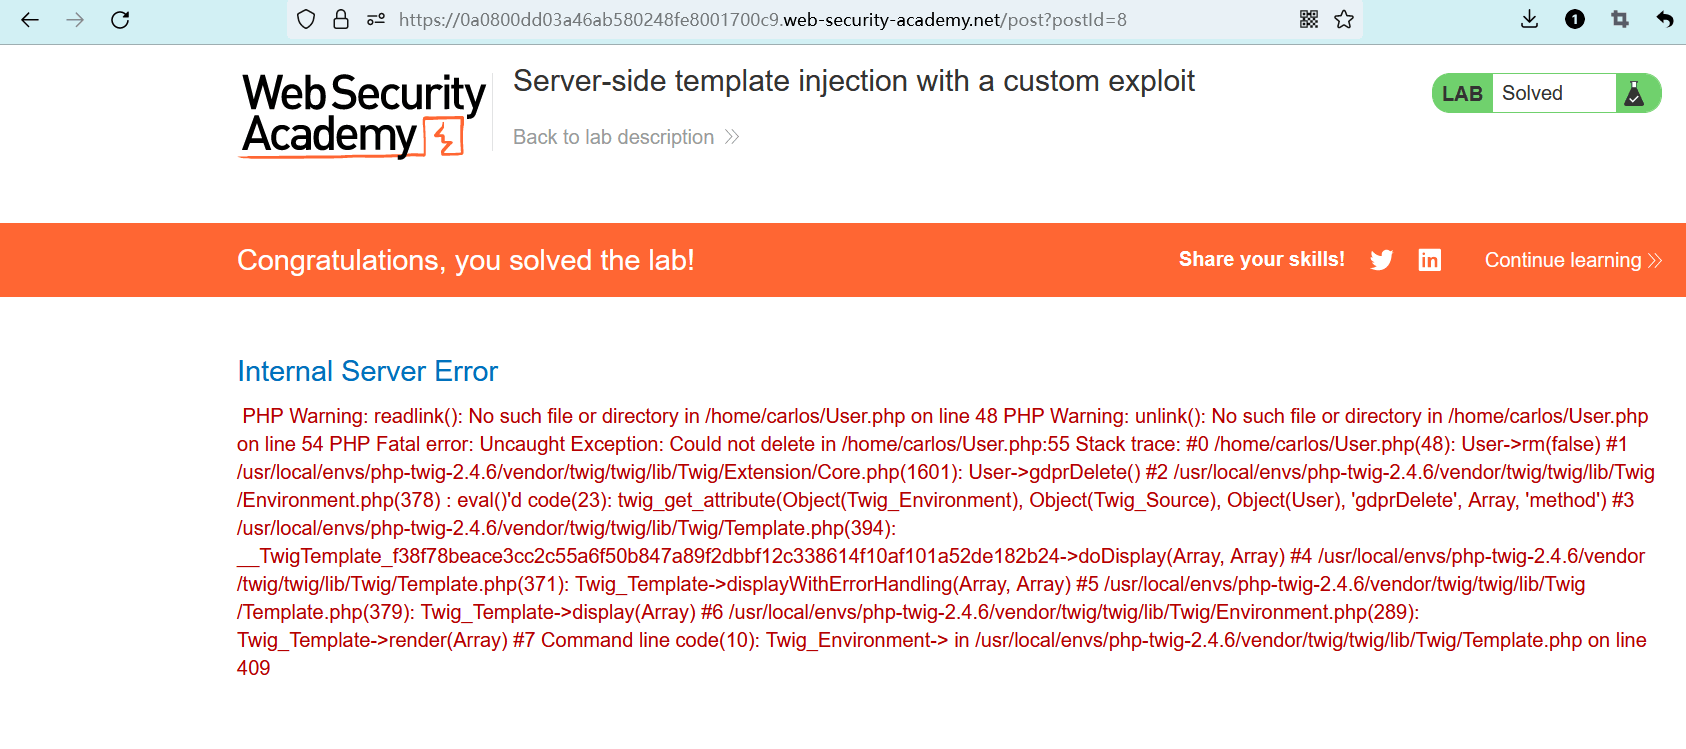 https://0a0800dd03a46ab580248fe8001700c9.web-security-academy.net/post?postId=8
1
Web Security
Academy
Server-side template injection with a custom exploit
Back to lab description
LAB Solved
Congratulations, you solved the lab!
Share your skills!
in
Continue learning
Internal Server Error
PHP Warning: readlink(): No such file or directory in /home/carlos/User.php on line 48 PHP Warning: unlink(): No such file or directory in /home/carlos/User.php
on line 54 PHP Fatal error: Uncaught Exception: Could not delete in /home/carlos/User.php:55 Stack trace: #0 /home/carlos/User.php(48): User->rm(false) #1
/usr/local/envs/php-twig-2.4.6/vendor/twig/twig/lib/Twig/Extension/Core.php(1601): User->gdprDelete() #2 /usr/local/envs/php-twig-2.4.6/vendor/twig/twig/lib/Twig
/Environment.php(378) : eval()'d code(23): twig_get_attribute(Object(Twig_Environment), Object(Twig_Source), Object(User), 'gdprDelete', Array, 'method') #3
/usr/local/envs/php-twig-2.4.6/vendor/twig/twig/lib/Twig/Template.php(394):
__TwigTemplate_f38f78beace3cc2c55a6f50b847a89f2dbbf12c338614f10af101a52de182b24->doDisplay(Array, Array) #4 /usr/local/envs/php-twig-2.4.6/vendor
/twig/twig/lib/Twig/Template.php(371): Twig_Template->displayWithErrorHandling(Array, Array) #5 /usr/local/envs/php-twig-2.4.6/vendor/twig/twig/lib/Twig
/Template.php(379): Twig_Template->display(Array) #6 /usr/local/envs/php-twig-2.4.6/vendor/twig/twig/lib/Twig/Environment.php(289):
Twig_Template->render(Array) #7 Command line code(10): Twig_Environment-> in /usr/local/envs/php-twig-2.4.6/vendor/twig/twig/lib/Twig/Template.php on line
409